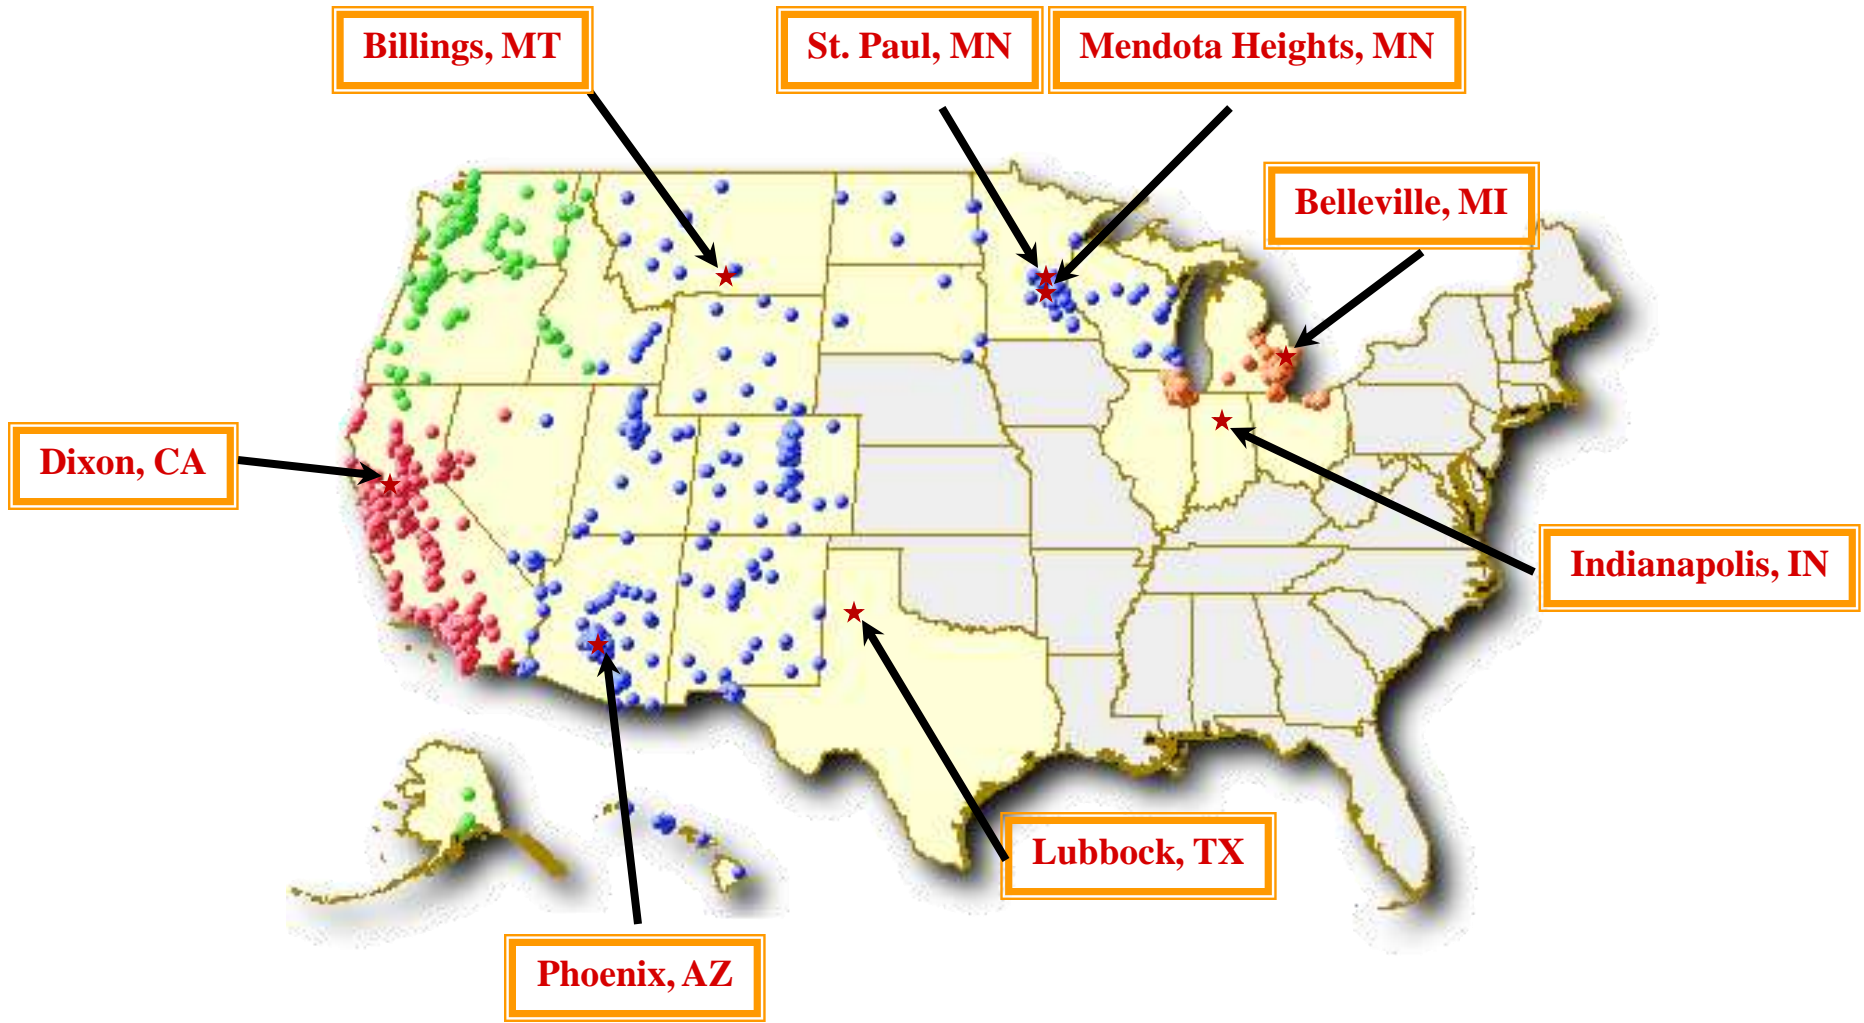 Billings, MT
St. Paul, MN
Mendota Heights, MN
Belleville, MI
Dixon, CA
Indianapolis, IN
Lubbock, TX
Phoenix, AZ